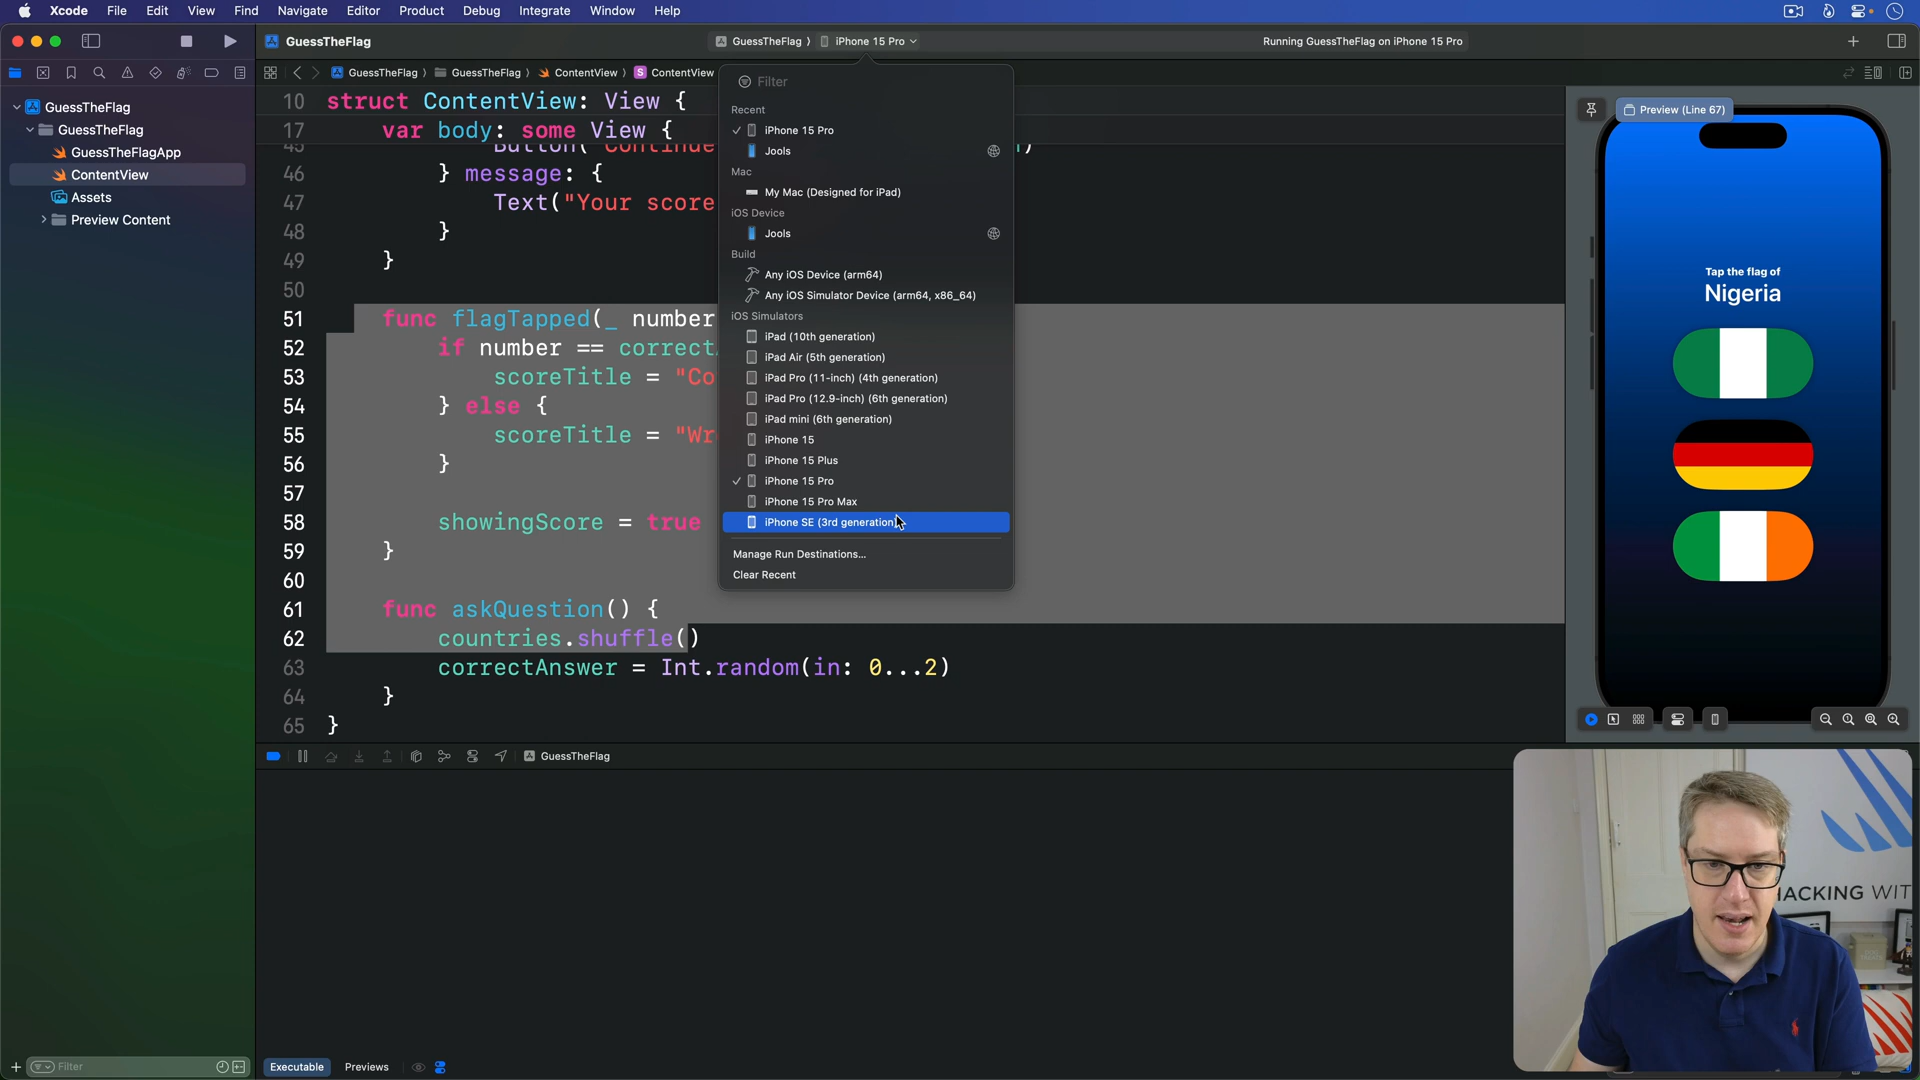 Xcode File Edit View Find Navigate Editor Product Debug Integrate Window Help
GuessTheFlag
GuessTheFlag 〉 iPhone 15 Pro
Running GuessTheFlag on iPhone 15 Pro
GuessTheFlag 〉 GuessTheFlag 〉 ContentView 〉 S ContentView
GuessTheFlag
GuessTheFlag
GuessTheFlagApp
ContentView
Assets
Preview Content
Filter
10 struct ContentView: View {
17 var body: some View {
45 Button("Continue
46 } message: {
47 Text("Your score
48 }
49 }
50
51 func flagTapped(_ number
52 if number == correct
53 scoreTitle = "Co
54 } else {
55 scoreTitle = "Wr
56 }
57
58 showingScore = true
59 }
60
61 func askQuestion() {
62 countries.shuffle()
63 correctAnswer = Int.random(in: 0...2)
64 }
65 }
Filter
Recent
iPhone 15 Pro
Jools
Mac
My Mac (Designed for iPad)
iOS Device
Jools
Build
Any iOS Device (arm64)
Any iOS Simulator Device (arm64, x86_64)
iOS Simulators
iPad (10th generation)
iPad Air (5th generation)
iPad Pro (11-inch) (4th generation)
iPad Pro (12.9-inch) (6th generation)
iPad mini (6th generation)
iPhone 15
iPhone 15 Plus
iPhone 15 Pro
iPhone 15 Pro Max
iPhone SE (3rd generation)
Manage Run Destinations...
Clear Recent
Preview (Line 67)
Tap the flag of
Nigeria
GuessTheFlag
Executable Previews
HACKING WIT